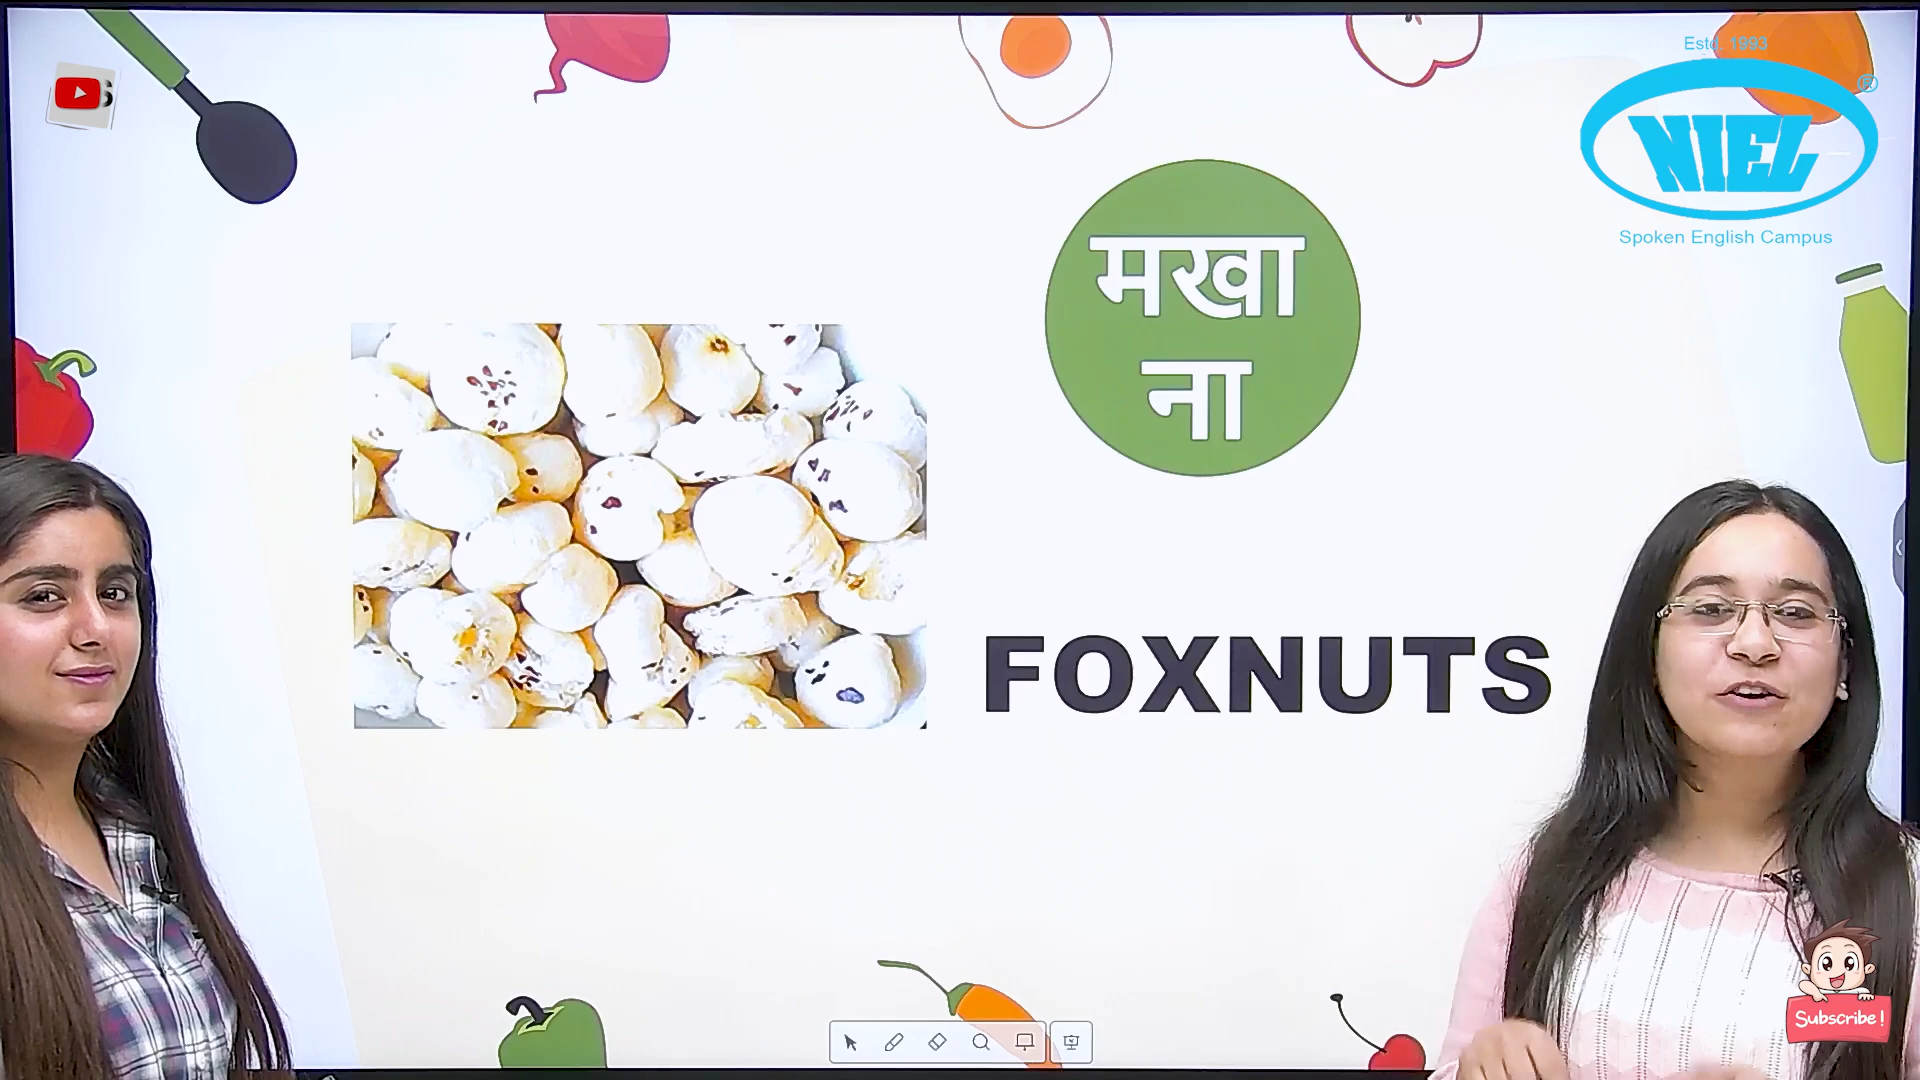 Estd. 1993
®
NIEL
Spoken English Campus
मखा
ना
FOXNUTS
Subscribe!